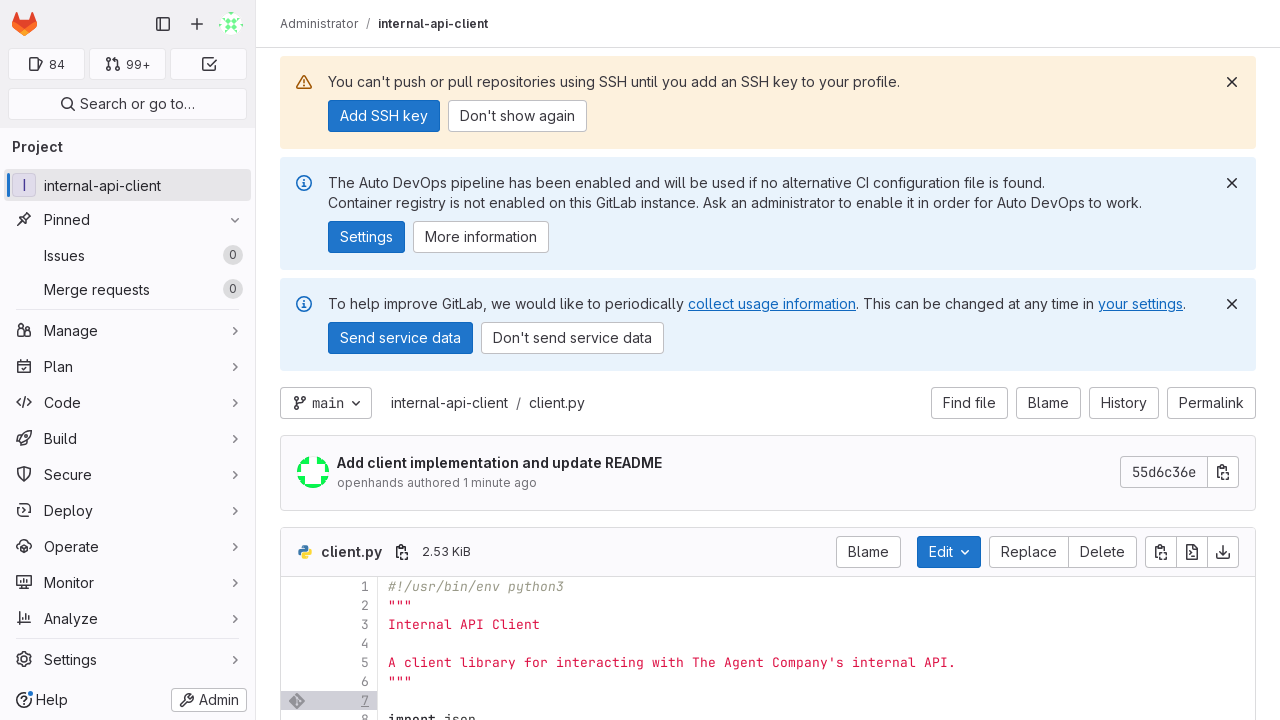 Administrator / internal-api-client
84
99+
Search or go to…
Project
I internal-api-client
Pinned
Issues 0
Merge requests 0
Manage
Plan
Code
Build
Secure
Deploy
Operate
Monitor
Analyze
Settings
Help
Admin
You can't push or pull repositories using SSH until you add an SSH key to your profile.
Add SSH key
Don't show again
The Auto DevOps pipeline has been enabled and will be used if no alternative CI configuration file is found.
Container registry is not enabled on this GitLab instance. Ask an administrator to enable it in order for Auto DevOps to work.
Settings
More information
To help improve GitLab, we would like to periodically collect usage information. This can be changed at any time in your settings.
Send service data
Don't send service data
main
internal-api-client / client.py
Find file
Blame
History
Permalink
Add client implementation and update README
openhands authored 1 minute ago
55d6c36e
client.py
2.53 KiB
Blame
Edit
Replace
Delete
1 #!/usr/bin/env python3
2 """
3 Internal API Client
4
5 A client library for interacting with The Agent Company's internal API.
6 """
7
8 import json